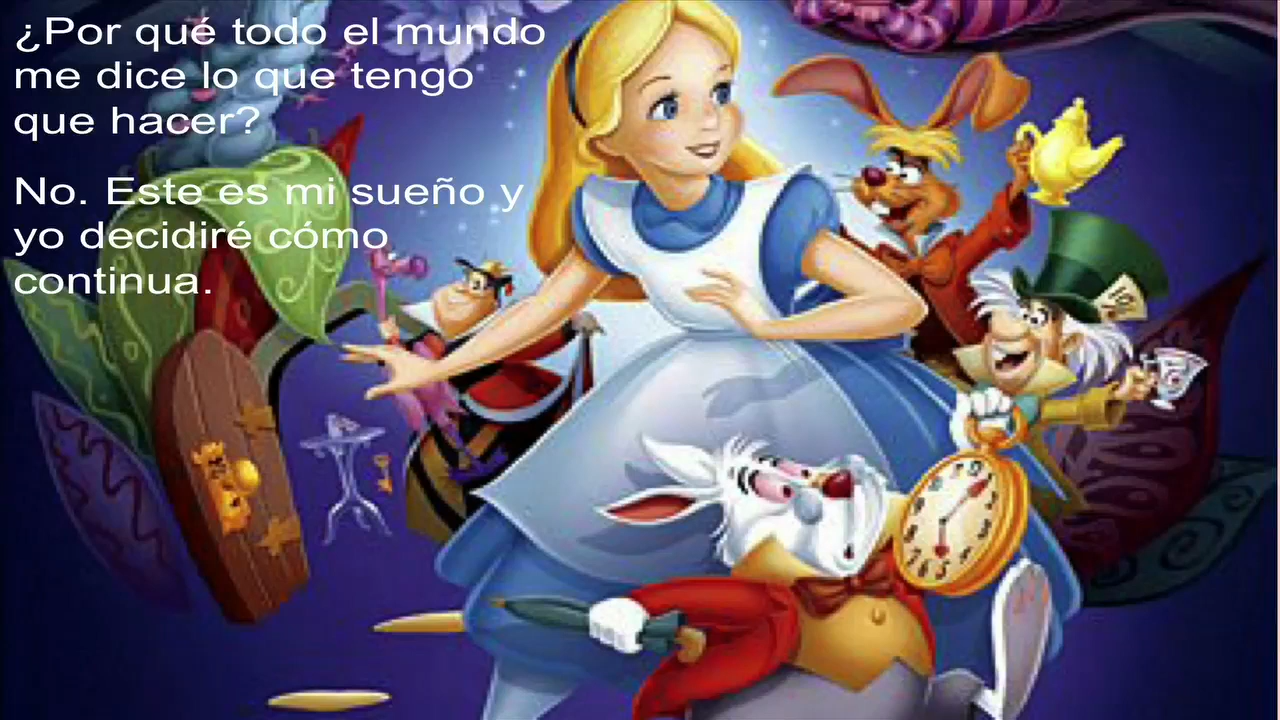 ¿Por qué todo el mundo
me dice lo que tengo
que hacer?
No. Este es mi sueño y
yo decidiré cómo
continua.